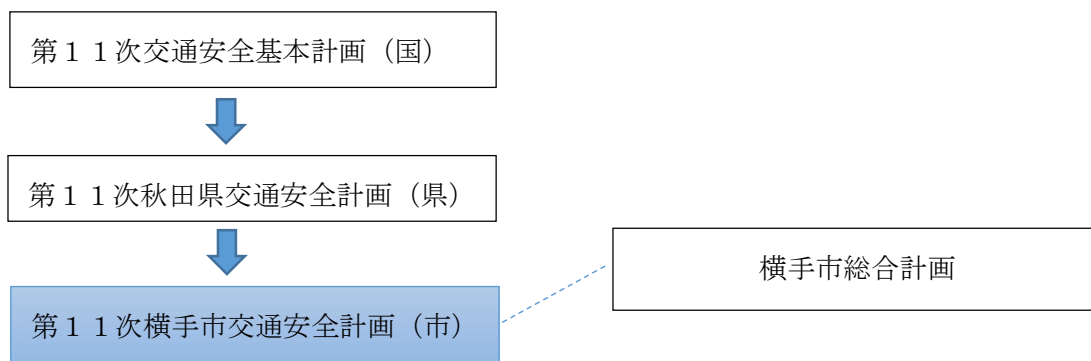 第１１次交通安全基本計画（国）
第１１次秋田県交通安全計画（県）
横手市総合計画
第１１次横手市交通安全計画（市）